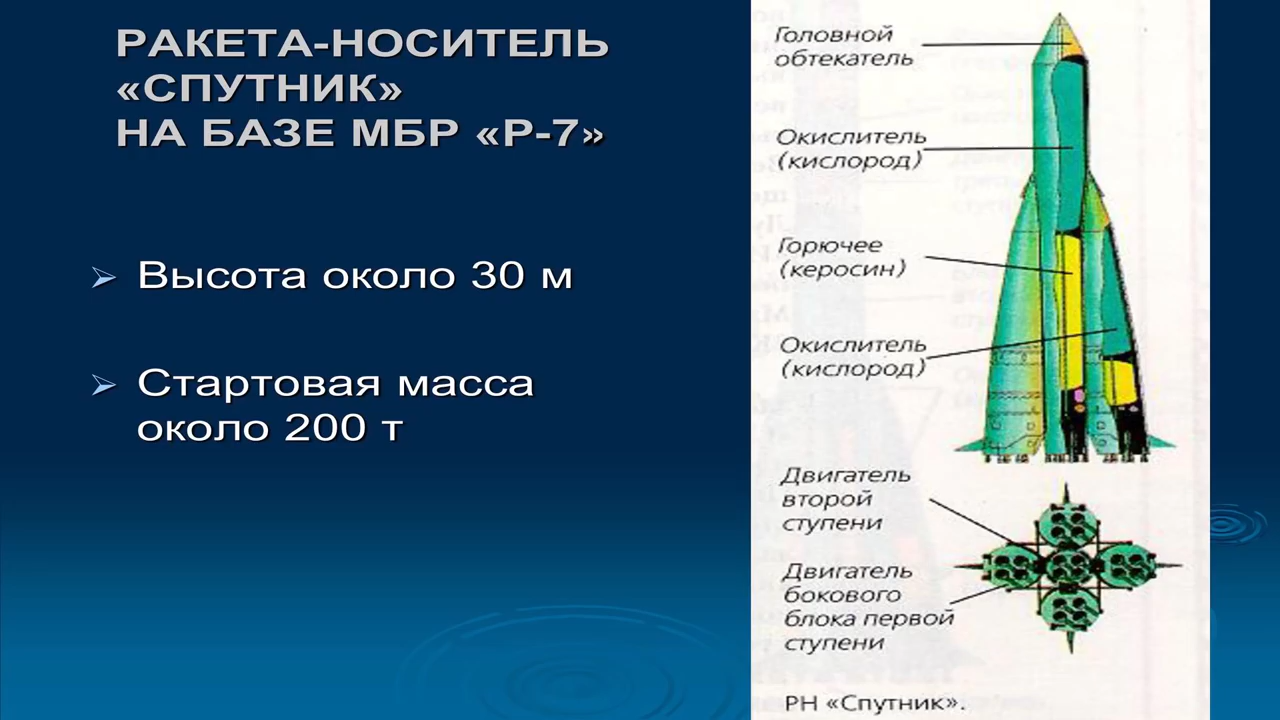 РАКЕТА-НОСИТЕЛЬ
«СПУТНИК»
НА БАЗЕ МБР «Р-7»
Высота около 30 м
Стартовая масса
около 200 т
Головной
обтекатель
Окислитель
(кислород)
Горючее
(керосин)
Окислитель
(кислород)
Двигатель
второй
ступени
Двигатель
бокового
блока первой
ступени
РН «Спутник».